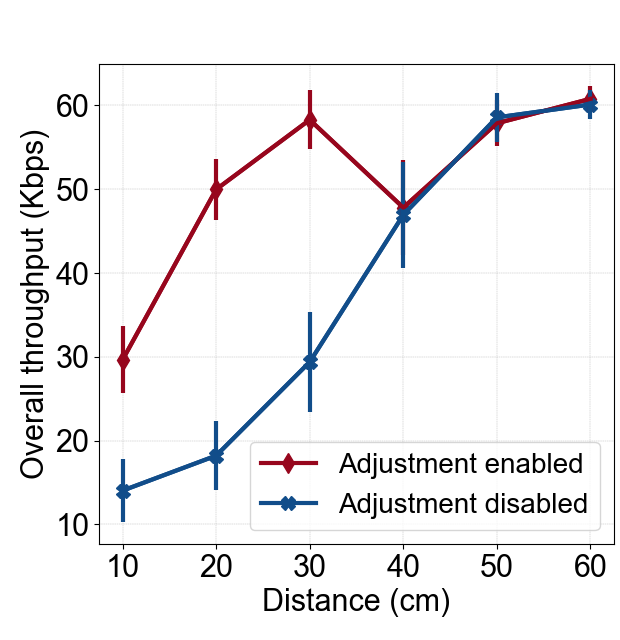 Overall throughput (Kbps)
60
50
40
30
20
10
Adjustment enabled
Adjustment disabled
10 20 30 40 50 60
Distance (cm)